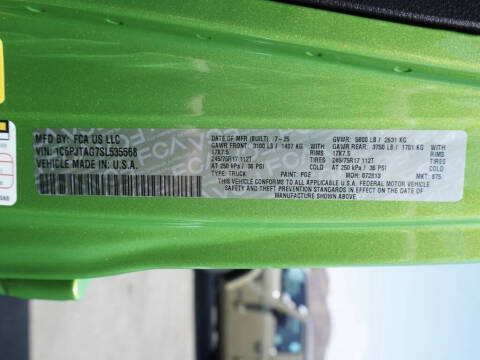 MFD BY: FCA US LLC
VIN: 1C6PJTAG7SL535568
VEHICLE MADE IN U.S.A.
DATE OF MFR (BUILT): 7-25
GVWR: 5800 LB / 2631 KG
GAWR FRONT: 3100 LB / 1407 KG WITH
GAWR REAR: 3750 LB / 1701 KG WITH
17X7.5 RIMS
17X7.5 RIMS
245/75R17 112T
245/75R17 112T
AT 250 KPA / 36 PSI COLD
AT 250 KPA / 36 PSI COLD
TYPE: TRUCK PAINT: PGE MDH: 072813 MKT: 875
THIS VEHICLE CONFORMS TO ALL APPLICABLE U.S.A. FEDERAL MOTOR VEHICLE
SAFETY AND THEFT PREVENTION STANDARDS IN EFFECT ON THE DATE OF
MANUFACTURE SHOWN ABOVE.